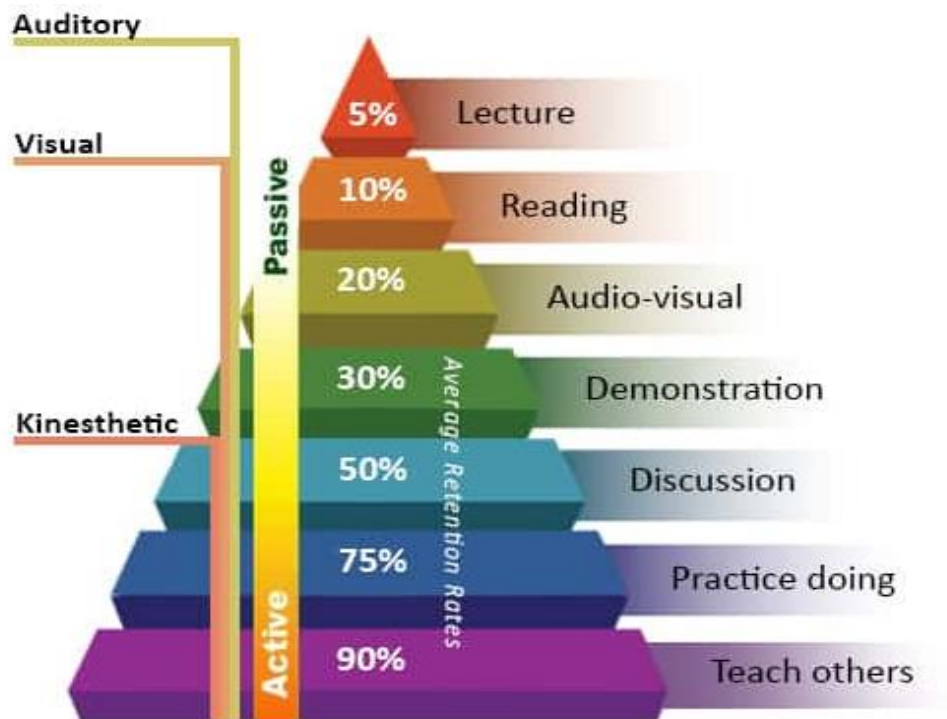 Auditory
Visual
Kinesthetic
Passive
Active
5%
Lecture
10%
Reading
20%
Audio-visual
30%
Demonstration
50%
Discussion
75%
Practice doing
90%
Teach others
Average Retention Rates